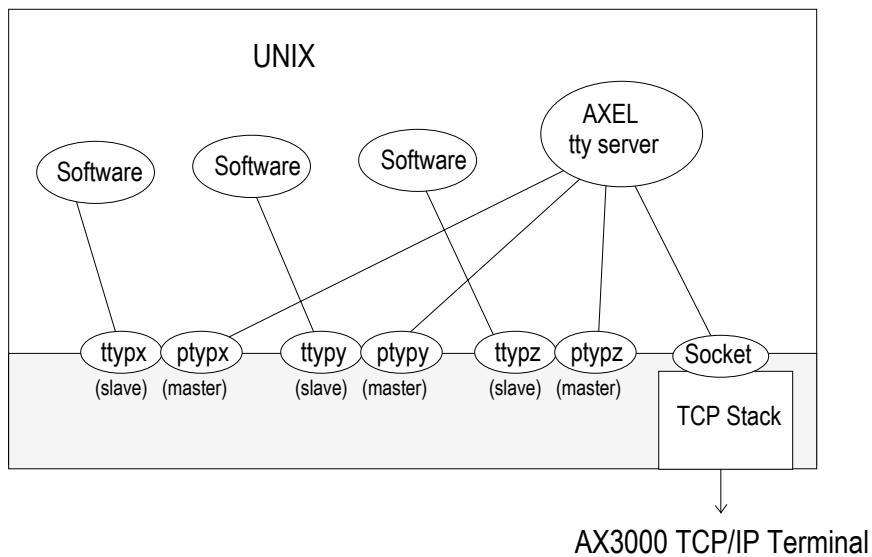 UNIX
AXEL
tty server
Software
Software
Software
ttypx ptypx ttypy ptypy ttypz ptypz Socket
(slave) (master) (slave) (master) (slave) (master)
TCP Stack
AX3000 TCP/IP Terminal